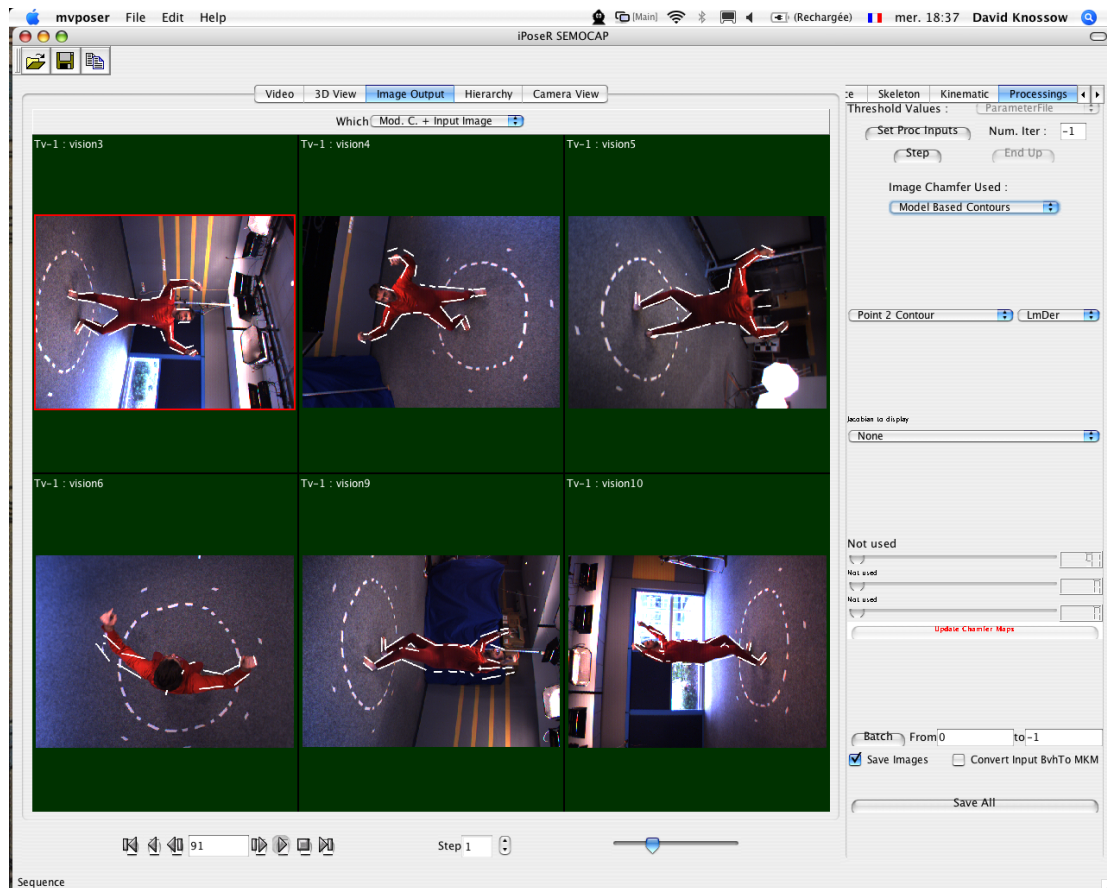 mvposer File Edit Help [Main] (Rechargée) mer. 18:37 David Knossow
iPoseR SEMOCAP
Video 3D View Image Output Hierarchy Camera View
ce Skeleton Kinematic Processings
Which Mod. C. + Input Image
Threshold Values : ParameterFile
Set Proc Inputs Num. Iter : -1
Step End Up
Image Chamfer Used :
Model Based Contours
Point 2 Contour LmDer
Jacobian to display
None
Not used
Not used
Not used
Update Chamfer Maps
Batch From 0 to -1
Save Images Convert Input BvhTo MKM
Save All
Tv-1 : vision3 Tv-1 : vision4 Tv-1 : vision5
Tv-1 : vision6 Tv-1 : vision9 Tv-1 : vision10
91 Step 1
Sequence